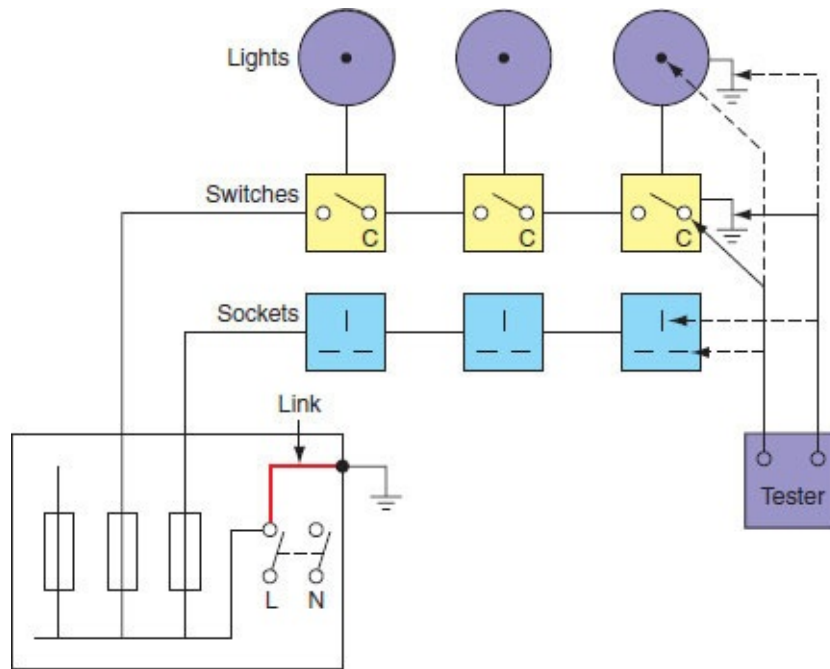 Lights
Switches
C
C
C
Sockets
Link
Tester
L
N